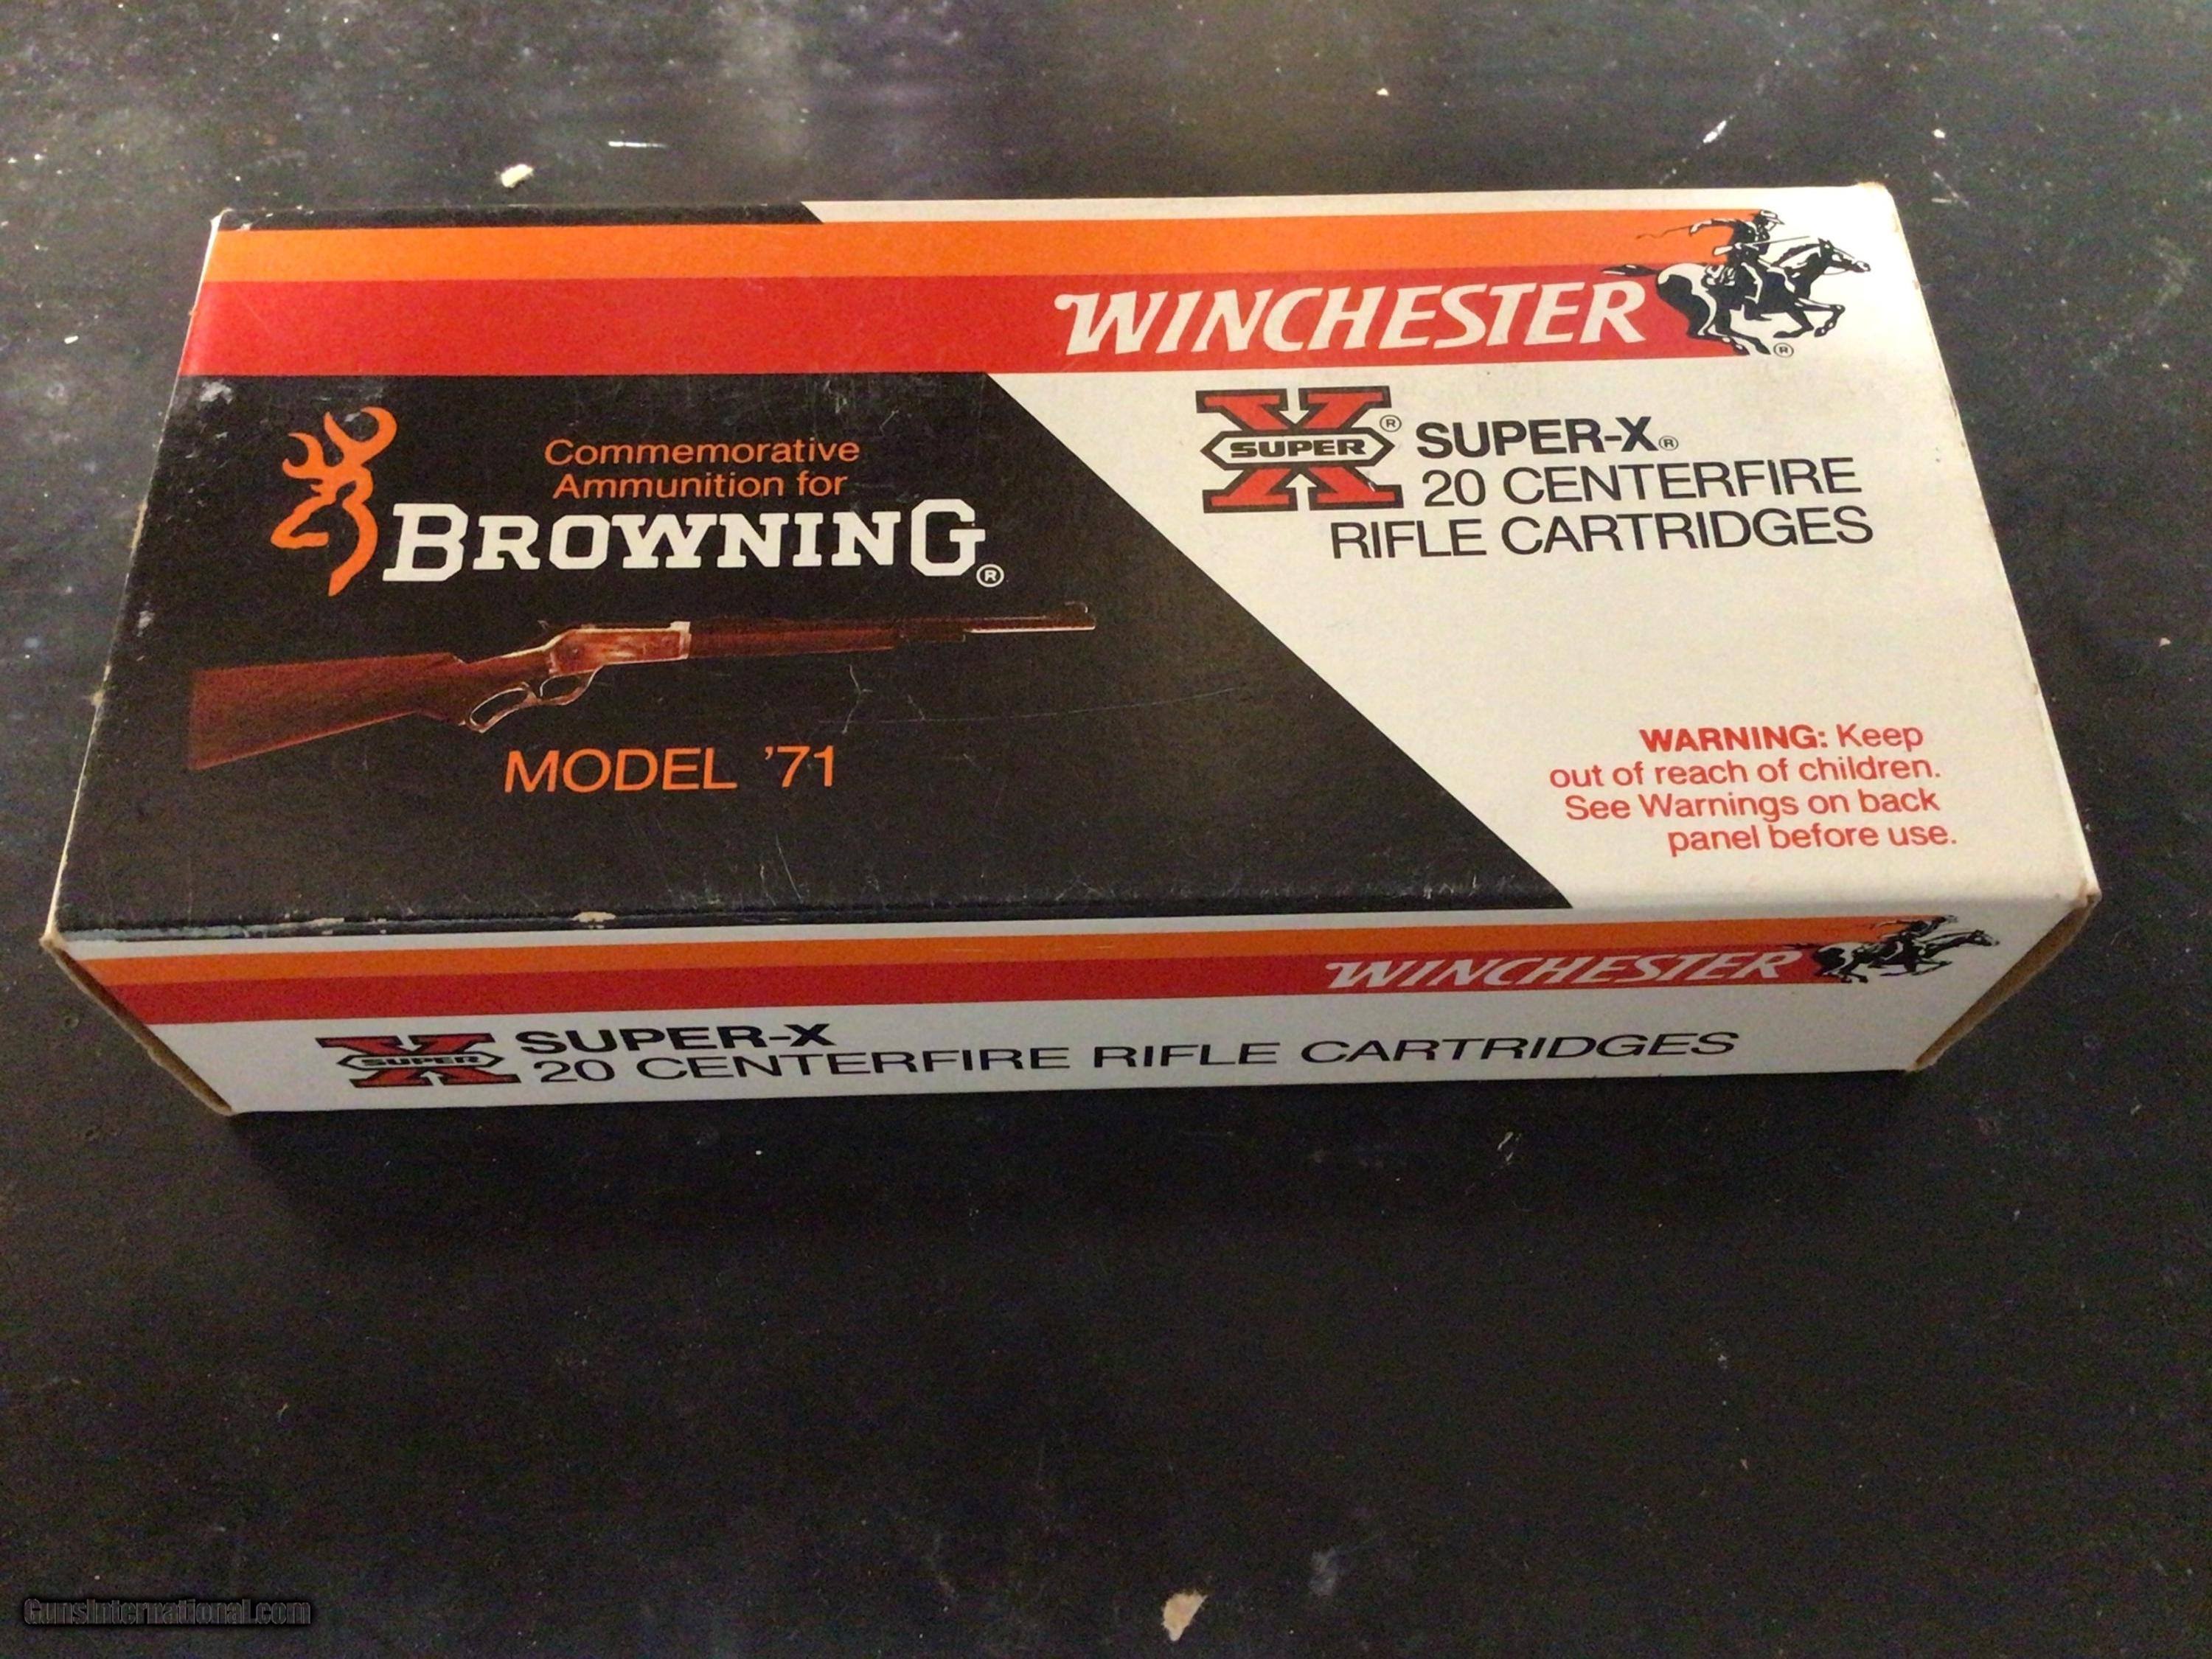 WINCHESTER
®
Commemorative
Ammunition for
BROWNING®
MODEL '71
SUPER X ®
SUPER-X®
20 CENTERFIRE
RIFLE CARTRIDGES
WARNING: Keep
out of reach of children.
See Warnings on back
panel before use.
WINCHESTER
SUPER X
SUPER-X
20 CENTERFIRE RIFLE CARTRIDGES
GunsInternational.com